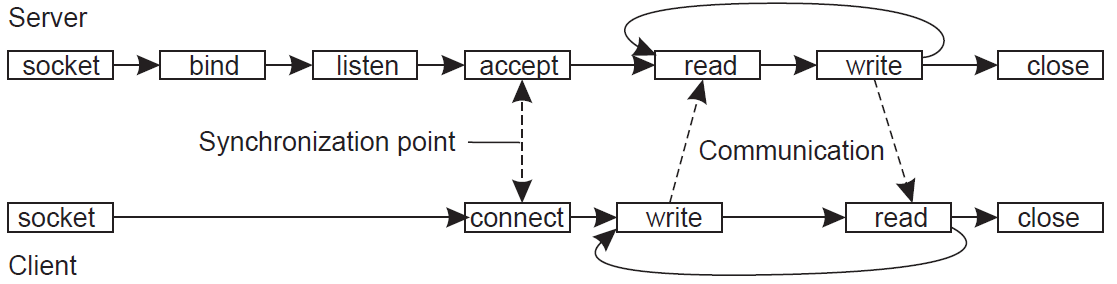 Server
socket bind listen accept read write close
Synchronization point
Communication
socket connect write read close
Client